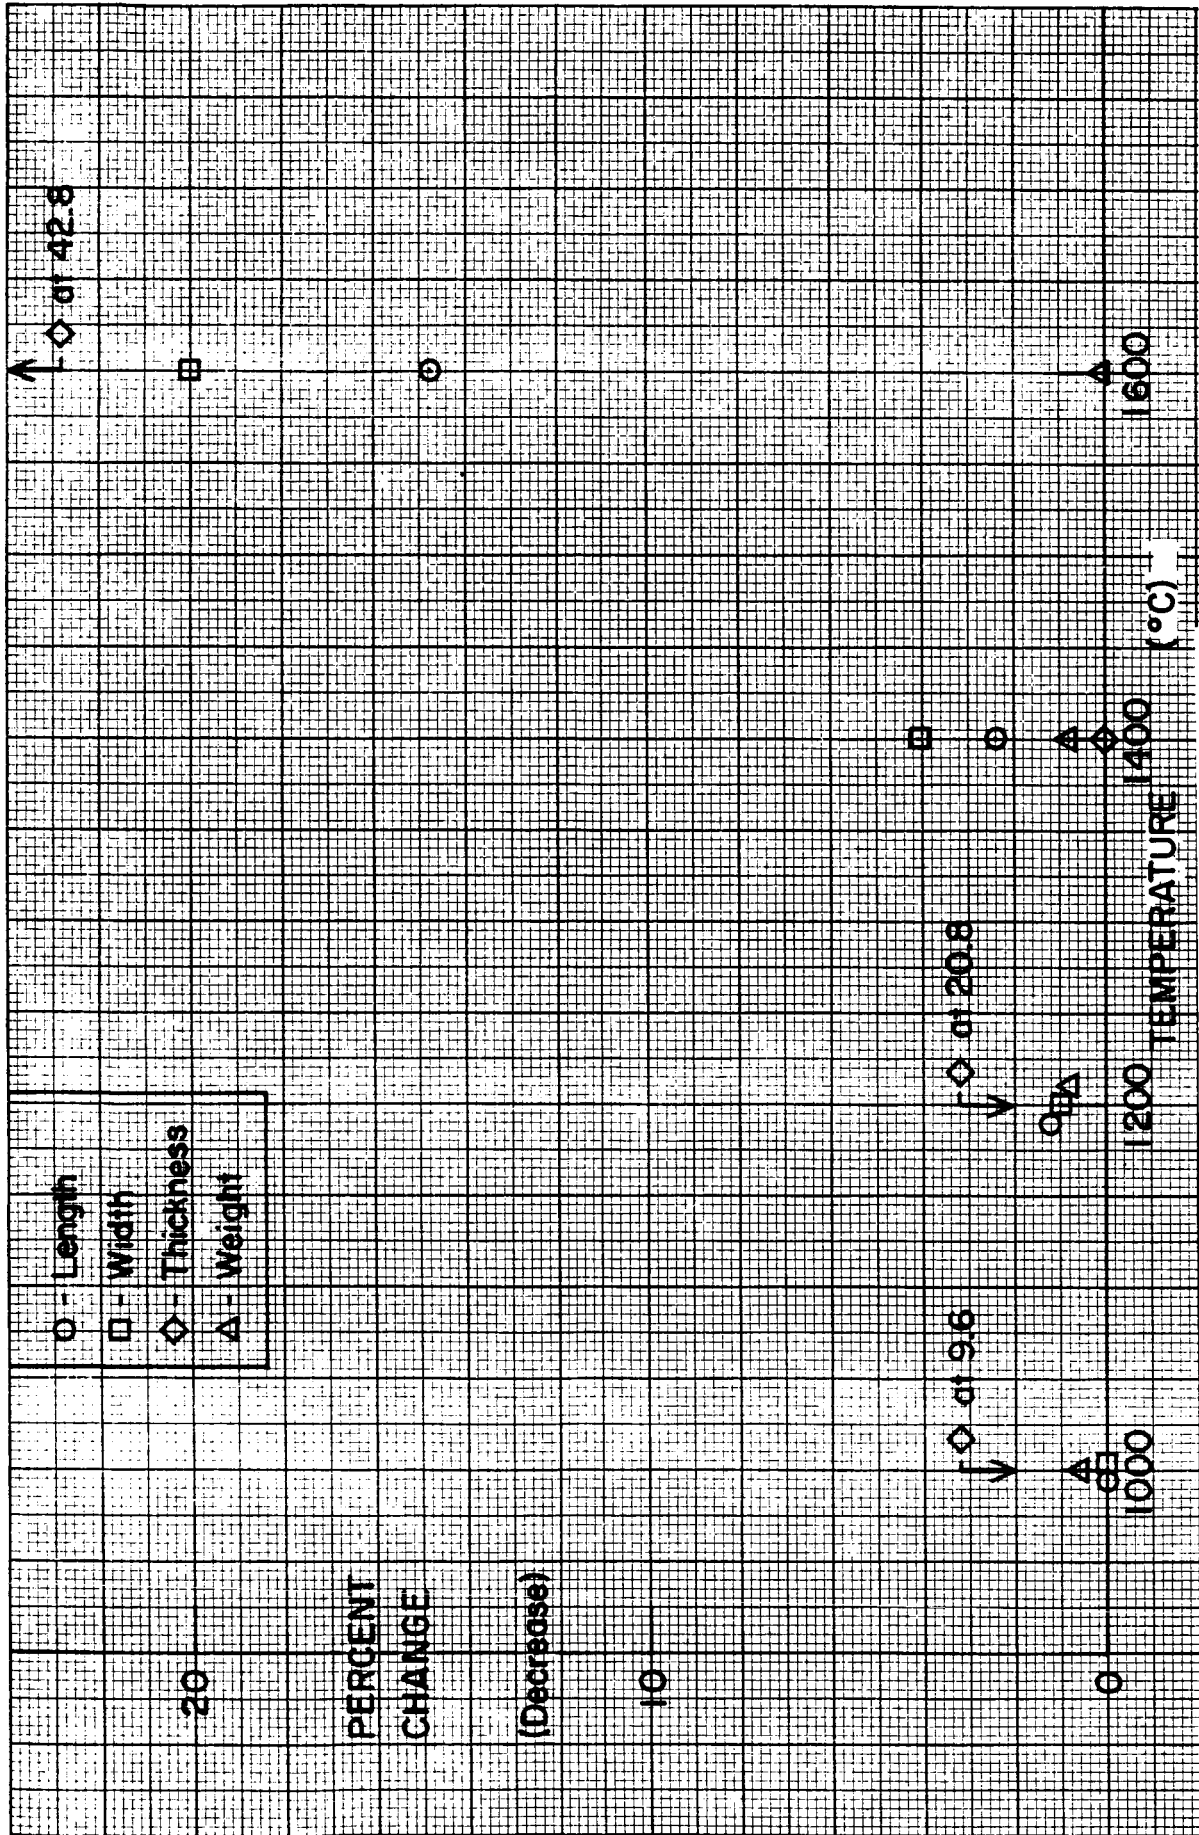 O - Length
□ - Width
◇ - Thickness
△ - Weight
◇ at 42.8
20
PERCENT
CHANGE
(Decrease)
10
◇ at 9.6
◇ at 20.8
0
1000
1200
1400
1600
TEMPERATURE (°C)